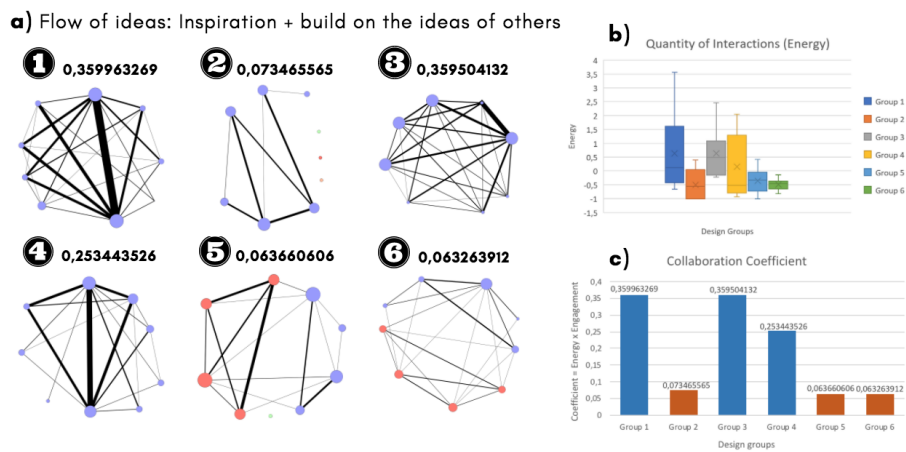 a) Flow of ideas: Inspiration + build on the ideas of others
1 0,359963269
2 0,073465565
3 0,359504132
4 0,253443526
5 0,063660606
6 0,063263912
b)
Quantity of Interactions (Energy)
4
3,5
3
2,5
2
1,5
1
0,5
0
-0,5
-1
-1,5
Energy
Design Groups
Group 1
Group 2
Group 3
Group 4
Group 5
Group 6
c)
Collaboration Coefficient
Coefficient = Energy x Engagement
0,4
0,35
0,3
0,25
0,2
0,15
0,1
0,05
0
0,359963269
0,073465565
0,359504132
0,253443526
0,063660606
0,063263912
Group 1
Group 2
Group 3
Group 4
Group 5
Group 6
Design groups